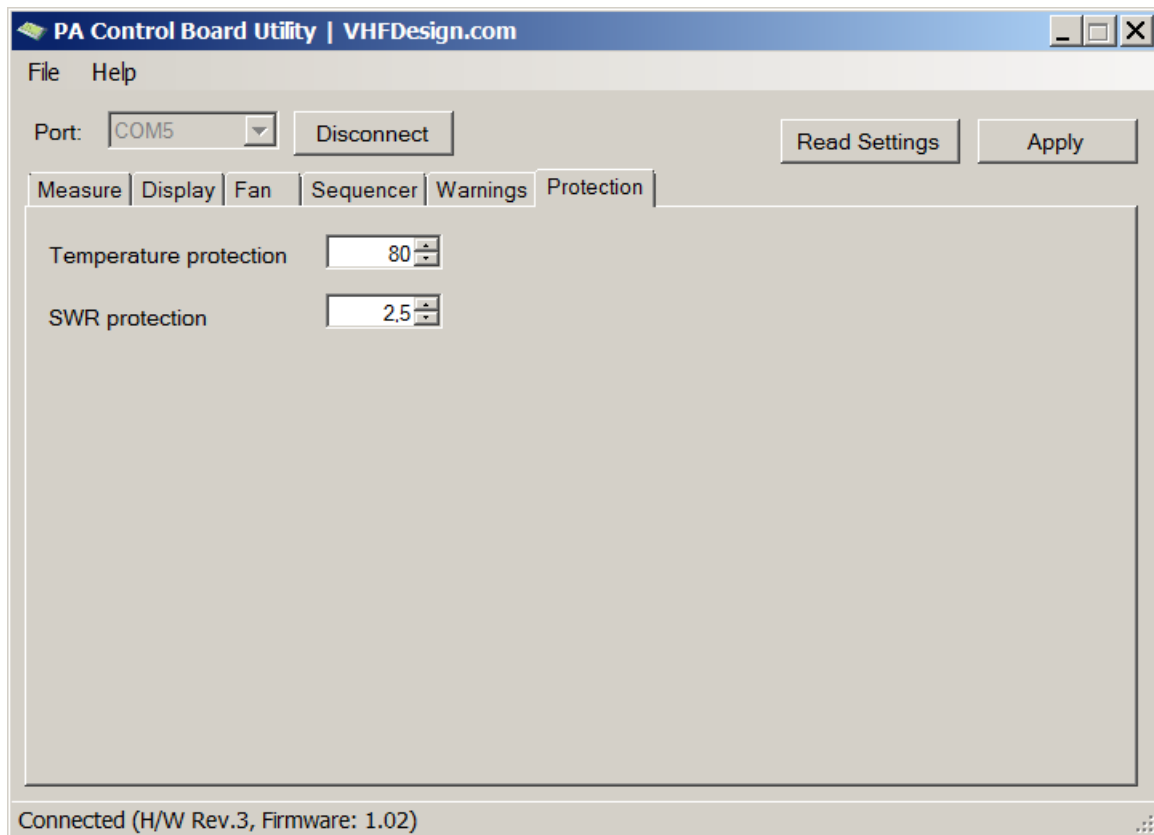 PA Control Board Utility | VHFDesign.com
File Help
Port: COM5 Disconnect Read Settings Apply
Measure Display Fan Sequencer Warnings Protection
Temperature protection 80
SWR protection 2,5
Connected (H/W Rev.3, Firmware: 1.02)